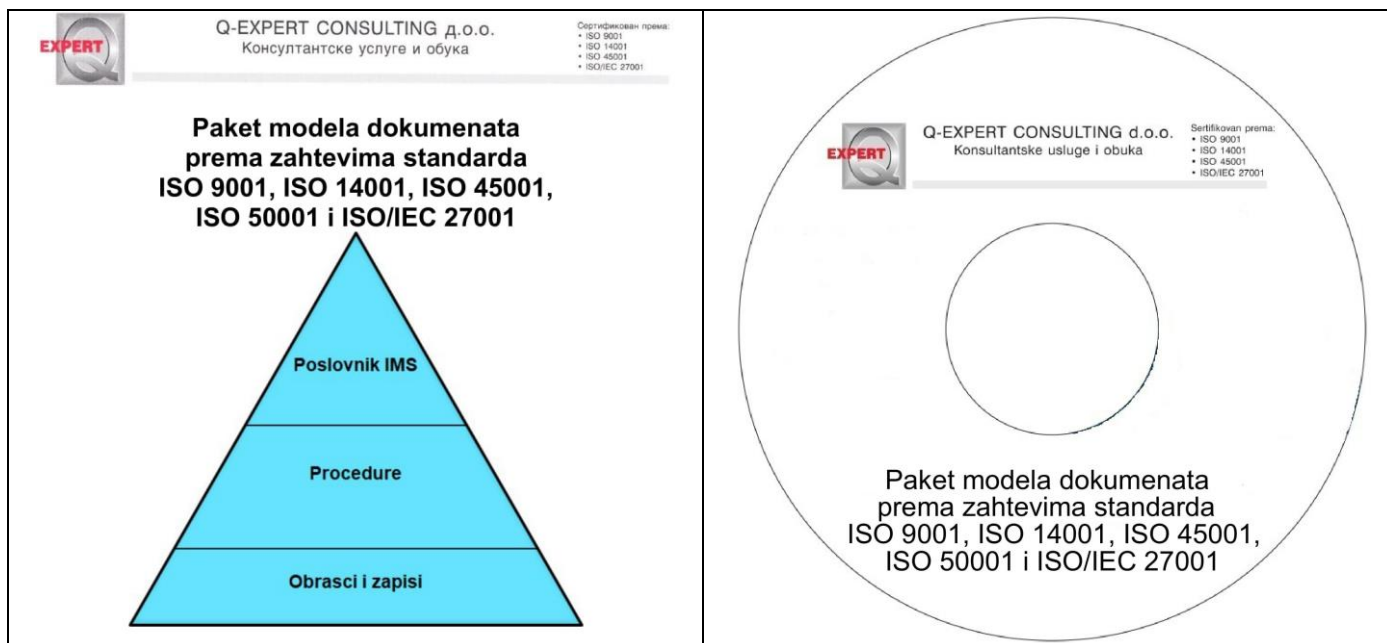 EXPERT
Q-EXPERT CONSULTING д.о.о.
Консултантске услуге и обука
Сертификован према:
• ISO 9001
• ISO 14001
• ISO 45001
• ISO/IEC 27001
Paket modela dokumenata
prema zahtevima standarda
ISO 9001, ISO 14001, ISO 45001,
ISO 50001 i ISO/IEC 27001
Poslovnik IMS
Procedure
Obrasci i zapisi
EXPERT
Q-EXPERT CONSULTING d.o.o.
Konsultantske usluge i obuka
Sertifikovan prema:
• ISO 9001
• ISO 14001
• ISO 45001
• ISO/IEC 27001
Paket modela dokumenata
prema zahtevima standarda
ISO 9001, ISO 14001, ISO 45001,
ISO 50001 i ISO/IEC 27001